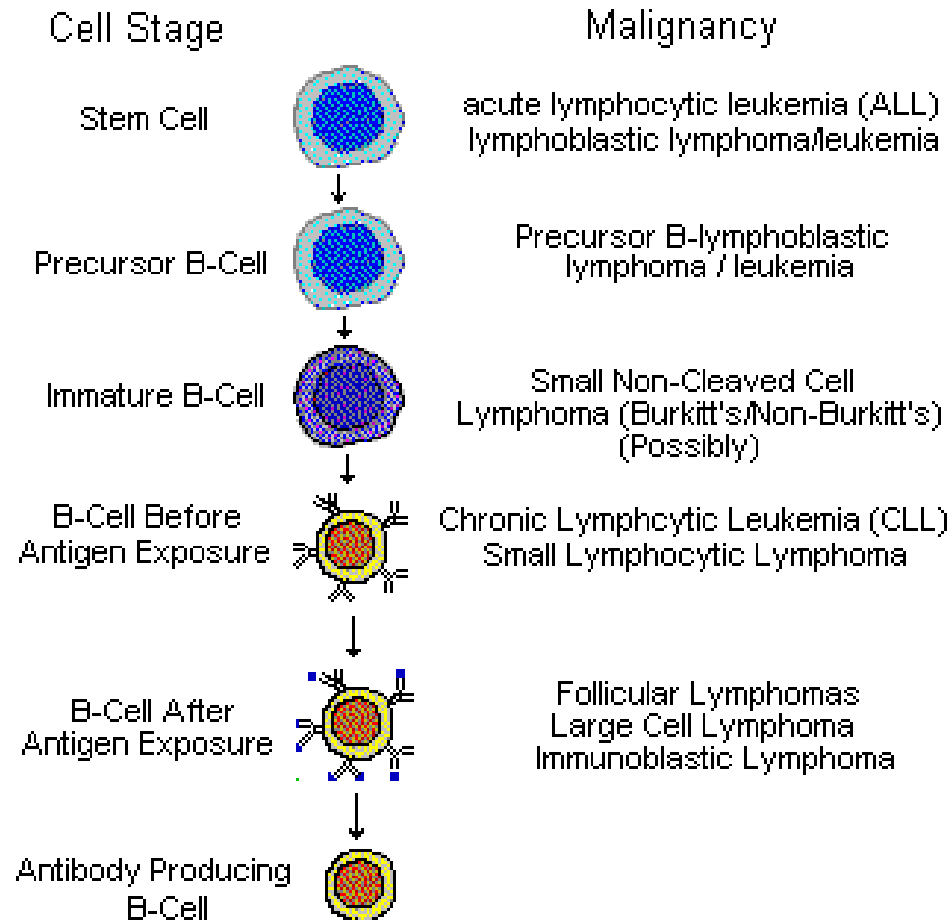 Cell Stage
Malignancy
Stem Cell
acute lymphocytic leukemia (ALL)
lymphoblastic lymphoma/leukemia
Precursor B-Cell
Precursor B-lymphoblastic
lymphoma / leukemia
Immature B-Cell
Small Non-Cleaved Cell
Lymphoma (Burkitt's/Non-Burkitt's)
(Possibly)
B-Cell Before
Antigen Exposure
Chronic Lymphcytic Leukemia (CLL)
Small Lymphocytic Lymphoma
B-Cell After
Antigen Exposure
Follicular Lymphomas
Large Cell Lymphoma
Immunoblastic Lymphoma
Antibody Producing
B-Cell